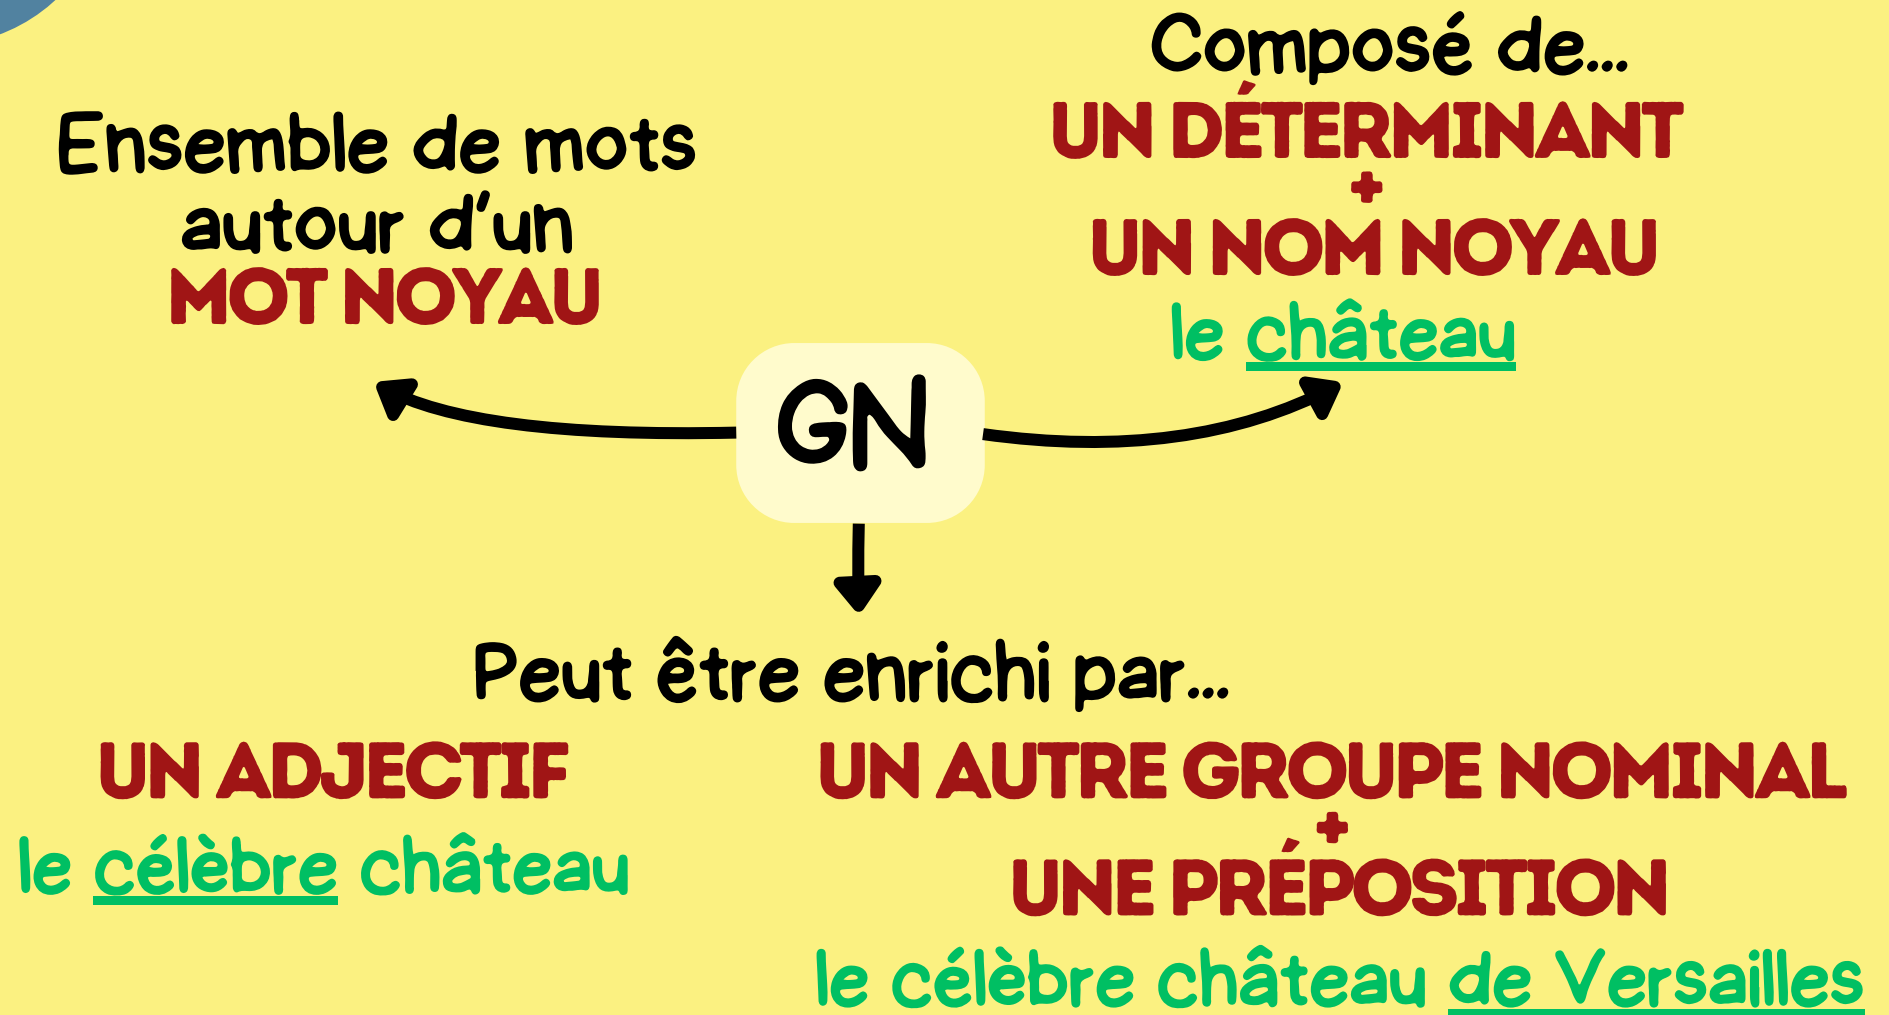 Ensemble de mots
autour d'un
MOT NOYAU
Composé de...
UN DÉTERMINANT
+
UN NOM NOYAU
le château
GN
Peut être enrichi par...
UN ADJECTIF
le célèbre château
UN AUTRE GROUPE NOMINAL
+
UNE PRÉPOSITION
le célèbre château de Versailles